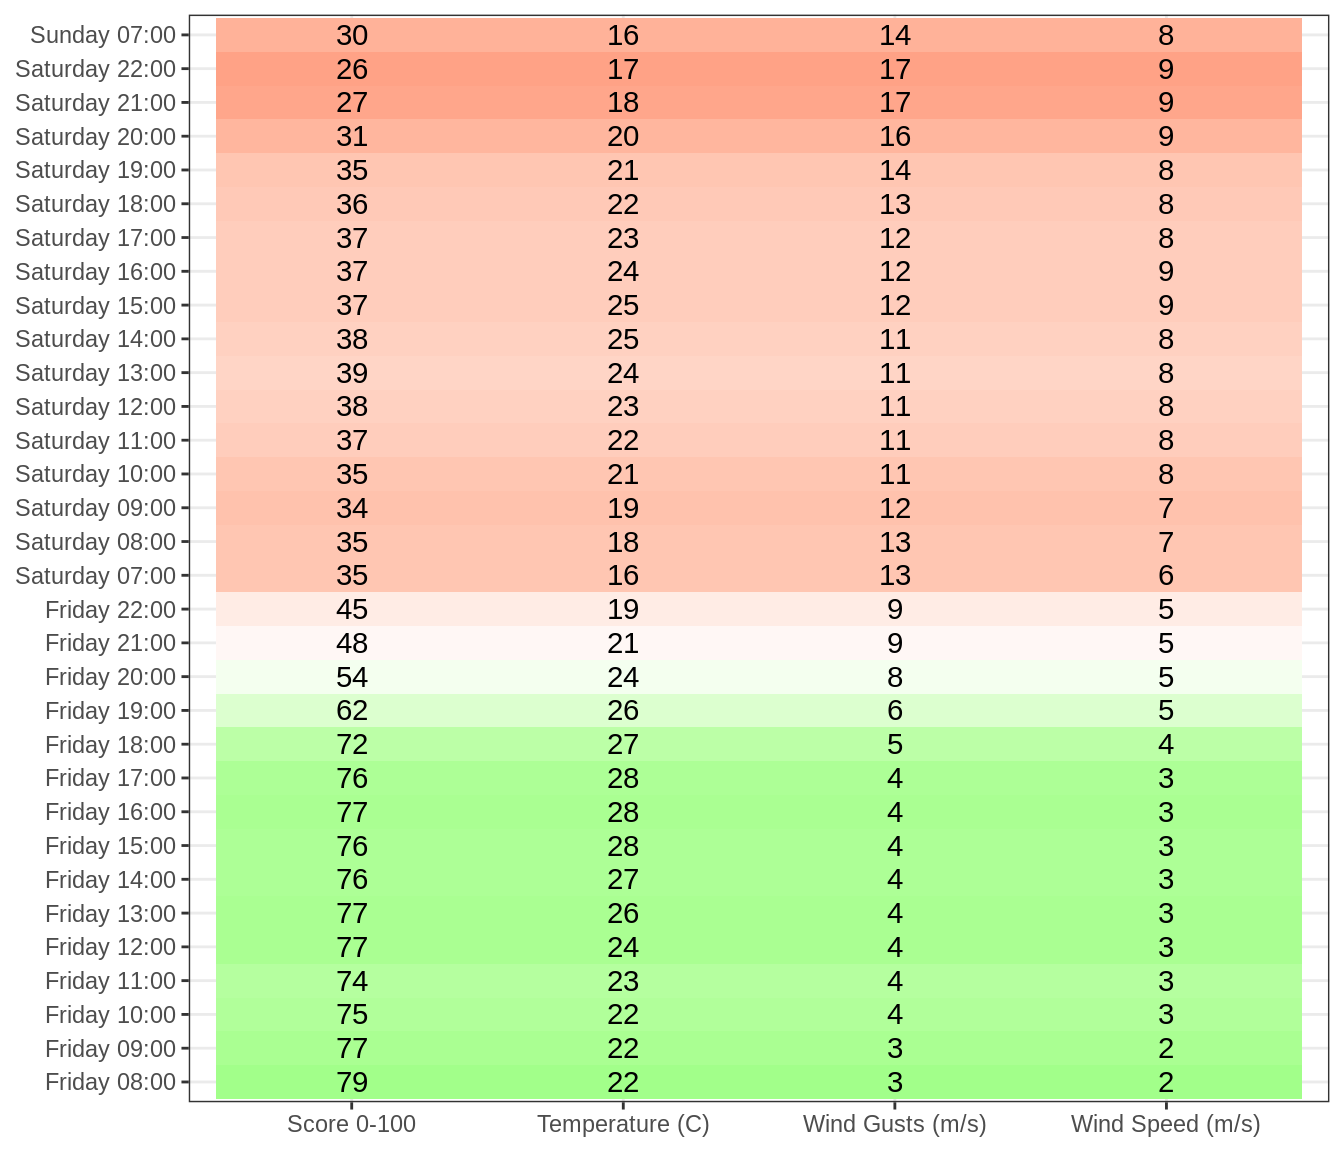 Sunday 07:00 30 16 14 8
Saturday 22:00 26 17 17 9
Saturday 21:00 27 18 17 9
Saturday 20:00 31 20 16 9
Saturday 19:00 35 21 14 8
Saturday 18:00 36 22 13 8
Saturday 17:00 37 23 12 8
Saturday 16:00 37 24 12 9
Saturday 15:00 37 25 12 9
Saturday 14:00 38 25 11 8
Saturday 13:00 39 24 11 8
Saturday 12:00 38 23 11 8
Saturday 11:00 37 22 11 8
Saturday 10:00 35 21 11 8
Saturday 09:00 34 19 12 7
Saturday 08:00 35 18 13 7
Saturday 07:00 35 16 13 6
Friday 22:00 45 19 9 5
Friday 21:00 48 21 9 5
Friday 20:00 54 24 8 5
Friday 19:00 62 26 6 5
Friday 18:00 72 27 5 4
Friday 17:00 76 28 4 3
Friday 16:00 77 28 4 3
Friday 15:00 76 28 4 3
Friday 14:00 76 27 4 3
Friday 13:00 77 26 4 3
Friday 12:00 77 24 4 3
Friday 11:00 74 23 4 3
Friday 10:00 75 22 4 3
Friday 09:00 77 22 3 2
Friday 08:00 79 22 3 2
Score 0-100 Temperature (C) Wind Gusts (m/s) Wind Speed (m/s)